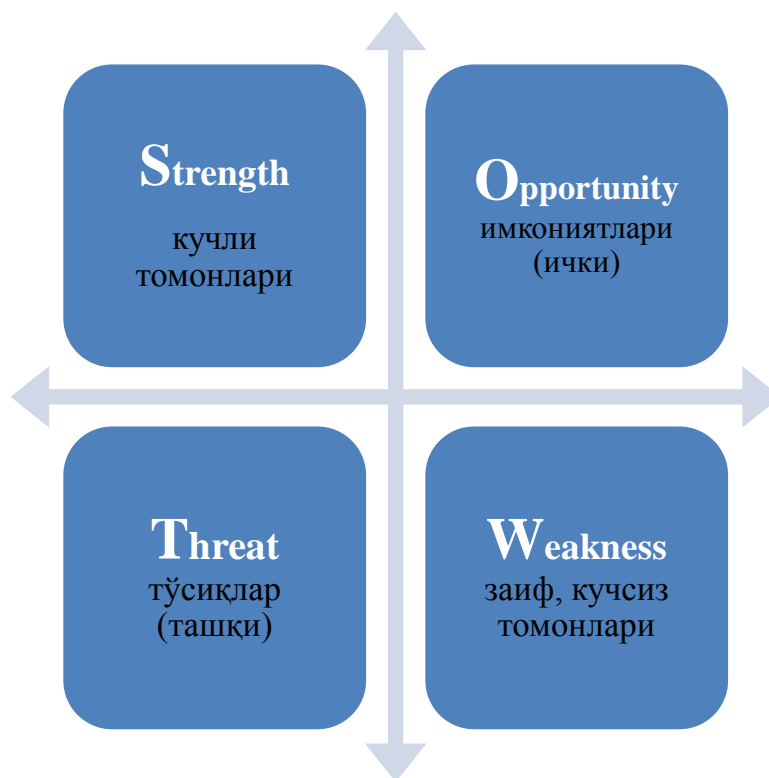 Strength
кучли
томонлари
Opportunity
имкониятлари
(ички)
Threat
тўсиқлар
(ташқи)
Weakness
заиф, кучсиз
томонлари